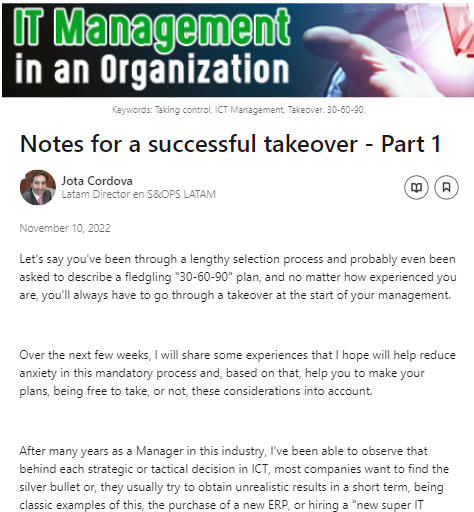 IT Management
in an Organization
Keywords: Taking control, ICT Management, Takeover, 30-60-90,
Notes for a successful takeover - Part 1
Jota Cordova
Latam Director en S&OPS LATAM
November 10, 2022
Let's say you've been through a lengthy selection process and probably even been
asked to describe a fledgling "30-60-90" plan, and no matter how experienced you
are, you'll always have to go through a takeover at the start of your management.
Over the next few weeks, I will share some experiences that I hope will help reduce
anxiety in this mandatory process and, based on that, help you to make your
plans, being free to take, or not, these considerations into account.
After many years as a Manager in this industry, I've been able to observe that
behind each strategic or tactical decision in ICT, most companies want to find the
silver bullet or, they usually try to obtain unrealistic results in a short term, being
classic examples of this, the purchase of a new ERP, or hiring a "new super IT